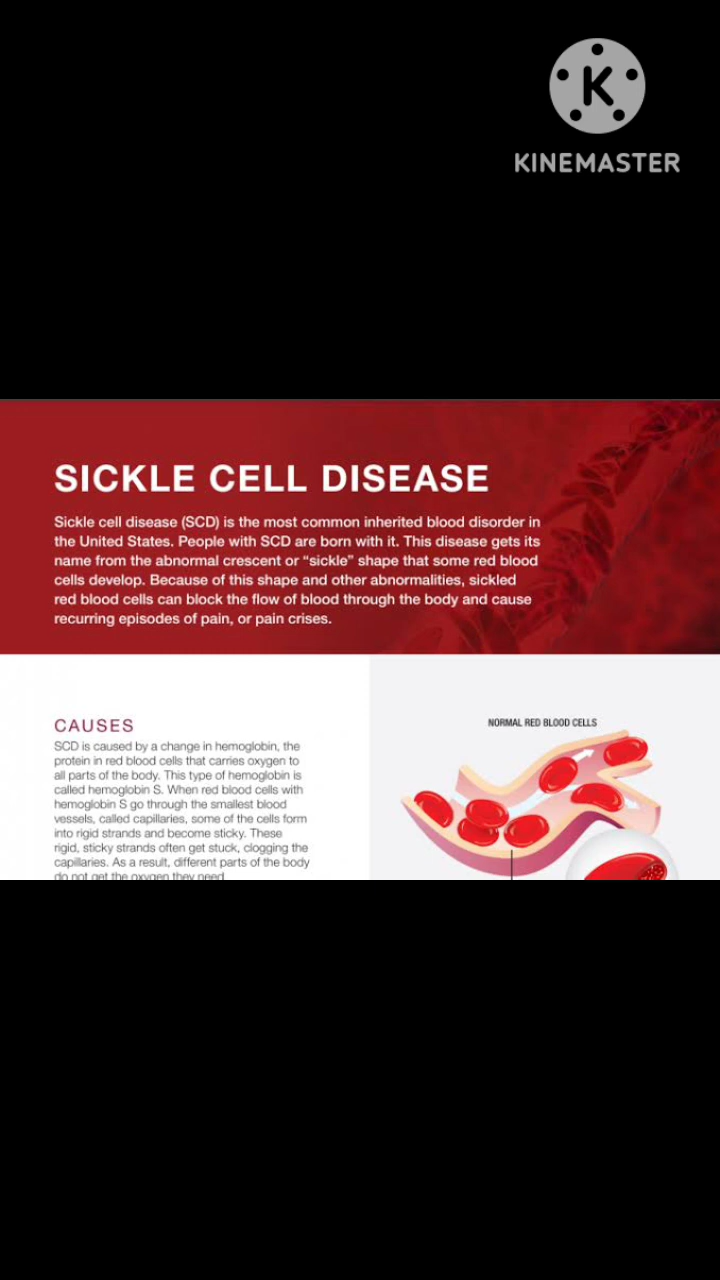 K
KINEMASTER
SICKLE CELL DISEASE
Sickle cell disease (SCD) is the most common inherited blood disorder in
the United States. People with SCD are born with it. This disease gets its
name from the abnormal crescent or “sickle” shape that some red blood
cells develop. Because of this shape and other abnormalities, sickled
red blood cells can block the flow of blood through the body and cause
recurring episodes of pain, or pain crises.
CAUSES
SCD is caused by a change in hemoglobin, the
protein in red blood cells that carries oxygen to
all parts of the body. This type of hemoglobin is
called hemoglobin S. When red blood cells with
hemoglobin S go through the smallest blood
vessels, called capillaries, some of the cells form
into rigid strands and become sticky. These
rigid, sticky strands often get stuck, clogging the
capillaries. As a result, different parts of the body
do not get the oxygen they need
NORMAL RED BLOOD CELLS